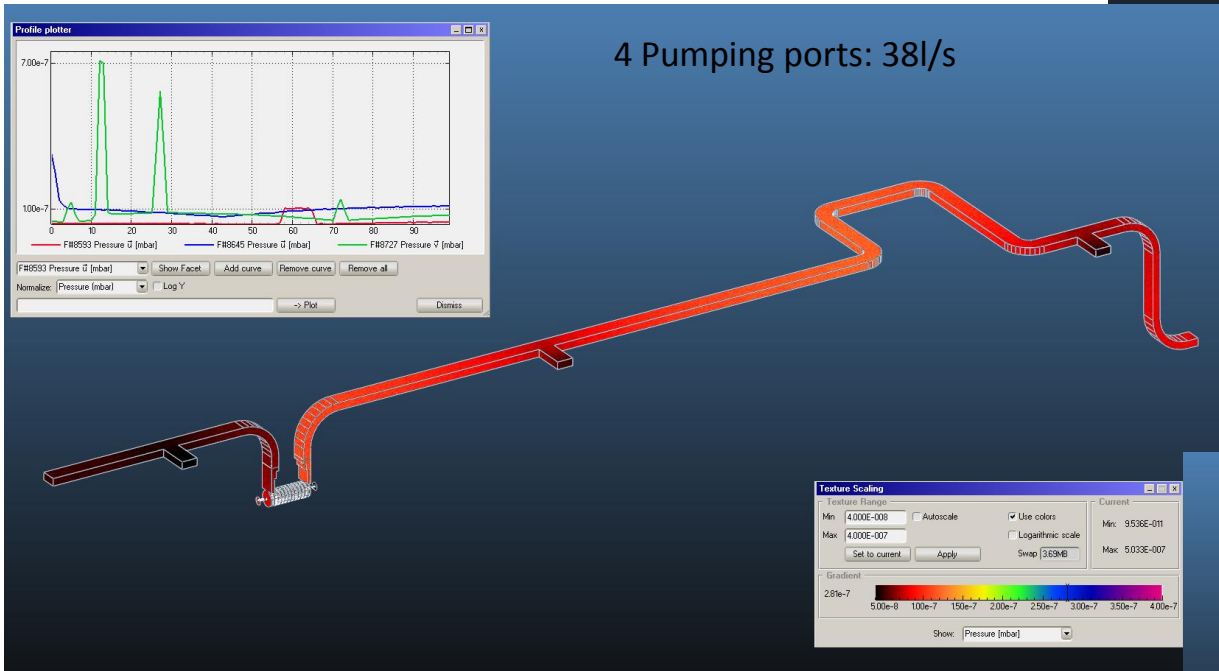 Profile plotter
4 Pumping ports: 38l/s
7.00e-7
1.00e-7
0 10 20 30 40 50 60 70 80 90
F#8593 Pressure u⃗ [mbar] F#8645 Pressure u⃗ [mbar] F#8727 Pressure v⃗ [mbar]
F#8593 Pressure u⃗ [mbar] Show Facet Add curve Remove curve Remove all
Normalize: Pressure (mbar) Log Y
-> Plot Dismiss
Texture Scaling
Texture Range Current
Min 4.000E-008 Autoscale Use colors Min: 9.536E-011
Max 4.000E-007 Logarithmic scale
Set to current Apply Swap 3.69MB Max: 5.033E-007
Gradient
2.81e-7
5.00e-8 1.00e-7 1.50e-7 2.00e-7 2.50e-7 3.00e-7 3.50e-7 4.00e-7
Show: Pressure [mbar]